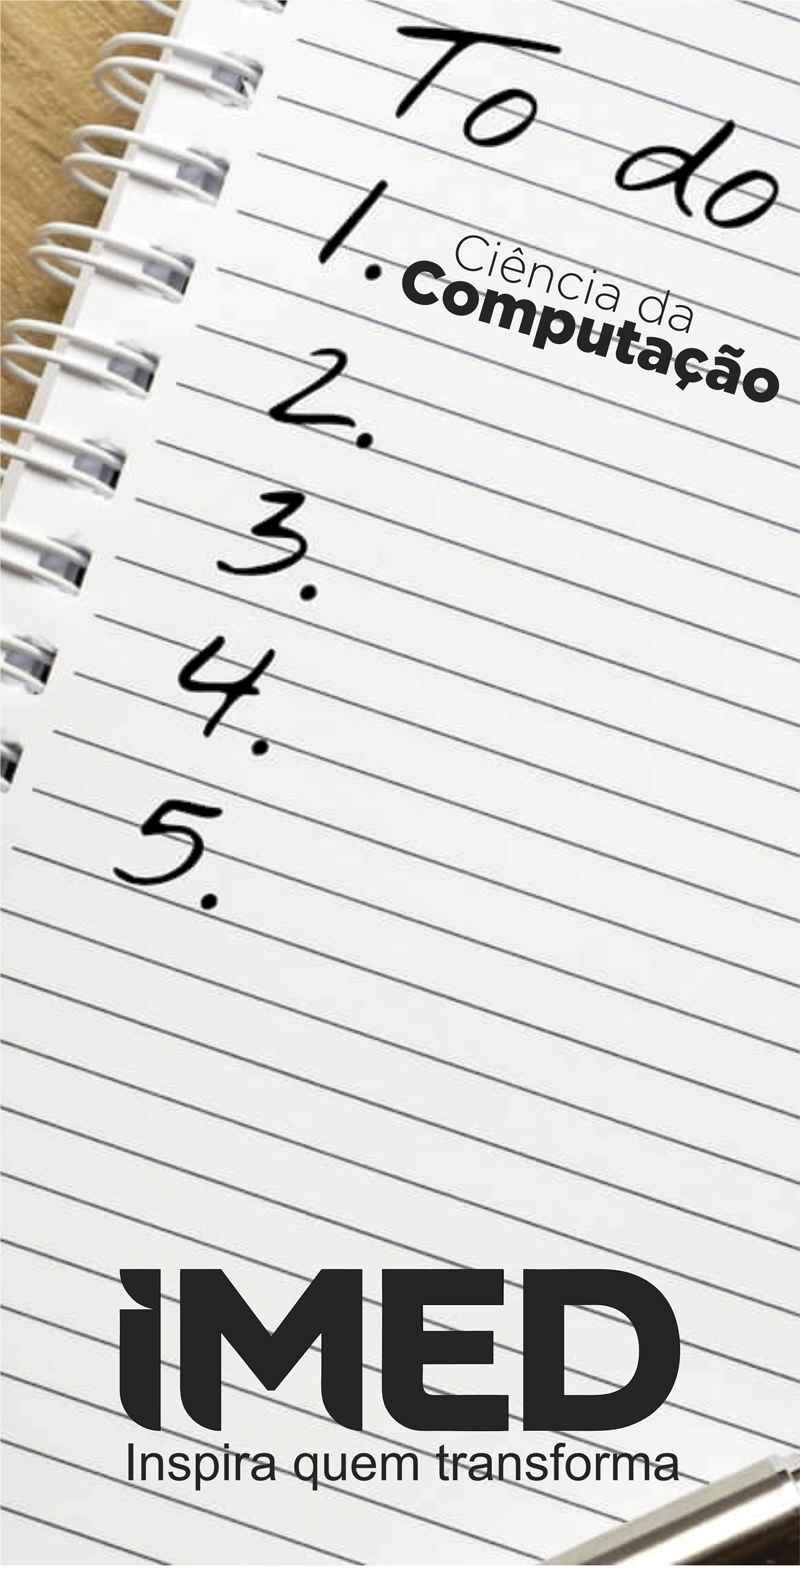 To do
1. Ciência da
Computação
2.
3.
4.
5.
iMED
Inspira quem transforma